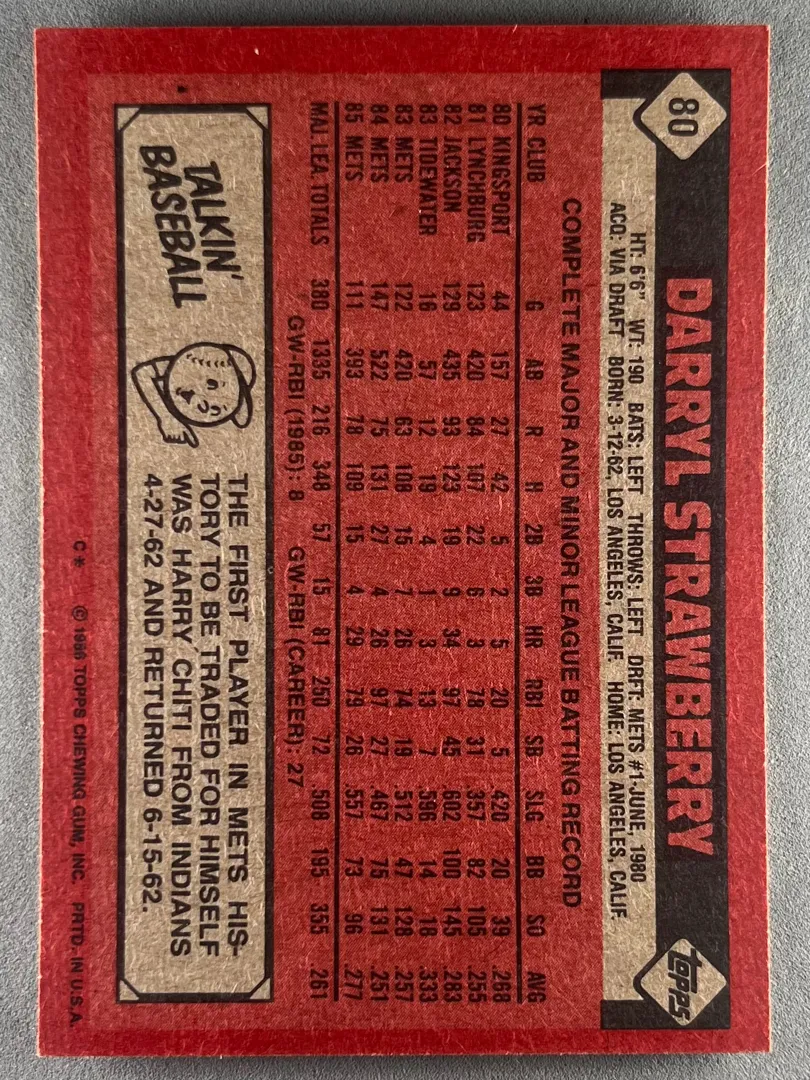 80 DARRYL STRAWBERRY topps
HT: 6'6" WT: 190 BATS: LEFT THROWS: LEFT DRFT: METS #1-JUNE, 1980
ACQ: VIA DRAFT BORN: 3-12-62, LOS ANGELES, CALIF. HOME: LOS ANGELES, CALIF.
COMPLETE MAJOR AND MINOR LEAGUE BATTING RECORD
YR CLUB G AB R H 2B 3B HR RBI SB SLG BB SO AVG
80 KINGSPORT 44 157 27 42 5 2 5 20 5 .420 20 39 .268
81 LYNCHBURG 123 420 84 107 22 6 3 78 31 .357 82 105 .255
82 JACKSON 129 435 93 123 19 9 34 97 45 .602 100 145 .283
83 TIDEWATER 16 57 12 19 4 1 3 13 7 .596 14 18 .333
83 METS 122 420 63 108 15 7 26 74 19 .512 47 128 .257
84 METS 147 522 75 131 27 4 26 97 27 .467 75 131 .251
85 METS 111 393 78 109 15 4 29 79 26 .557 73 96 .277
MAJ. LEA. TOTALS 380 1335 216 348 57 15 81 250 72 .508 195 355 .261
GW-RBI (1985): 8 GW-RBI (CAREER): 27
TALKIN'
BASEBALL
THE FIRST PLAYER IN METS HIS-
TORY TO BE TRADED FOR HIMSELF
WAS HARRY CHITI FROM INDIANS
4-27-62 AND RETURNED 6-15-62.
C* © 1986 TOPPS CHEWING GUM, INC. PRTD. IN U.S.A.